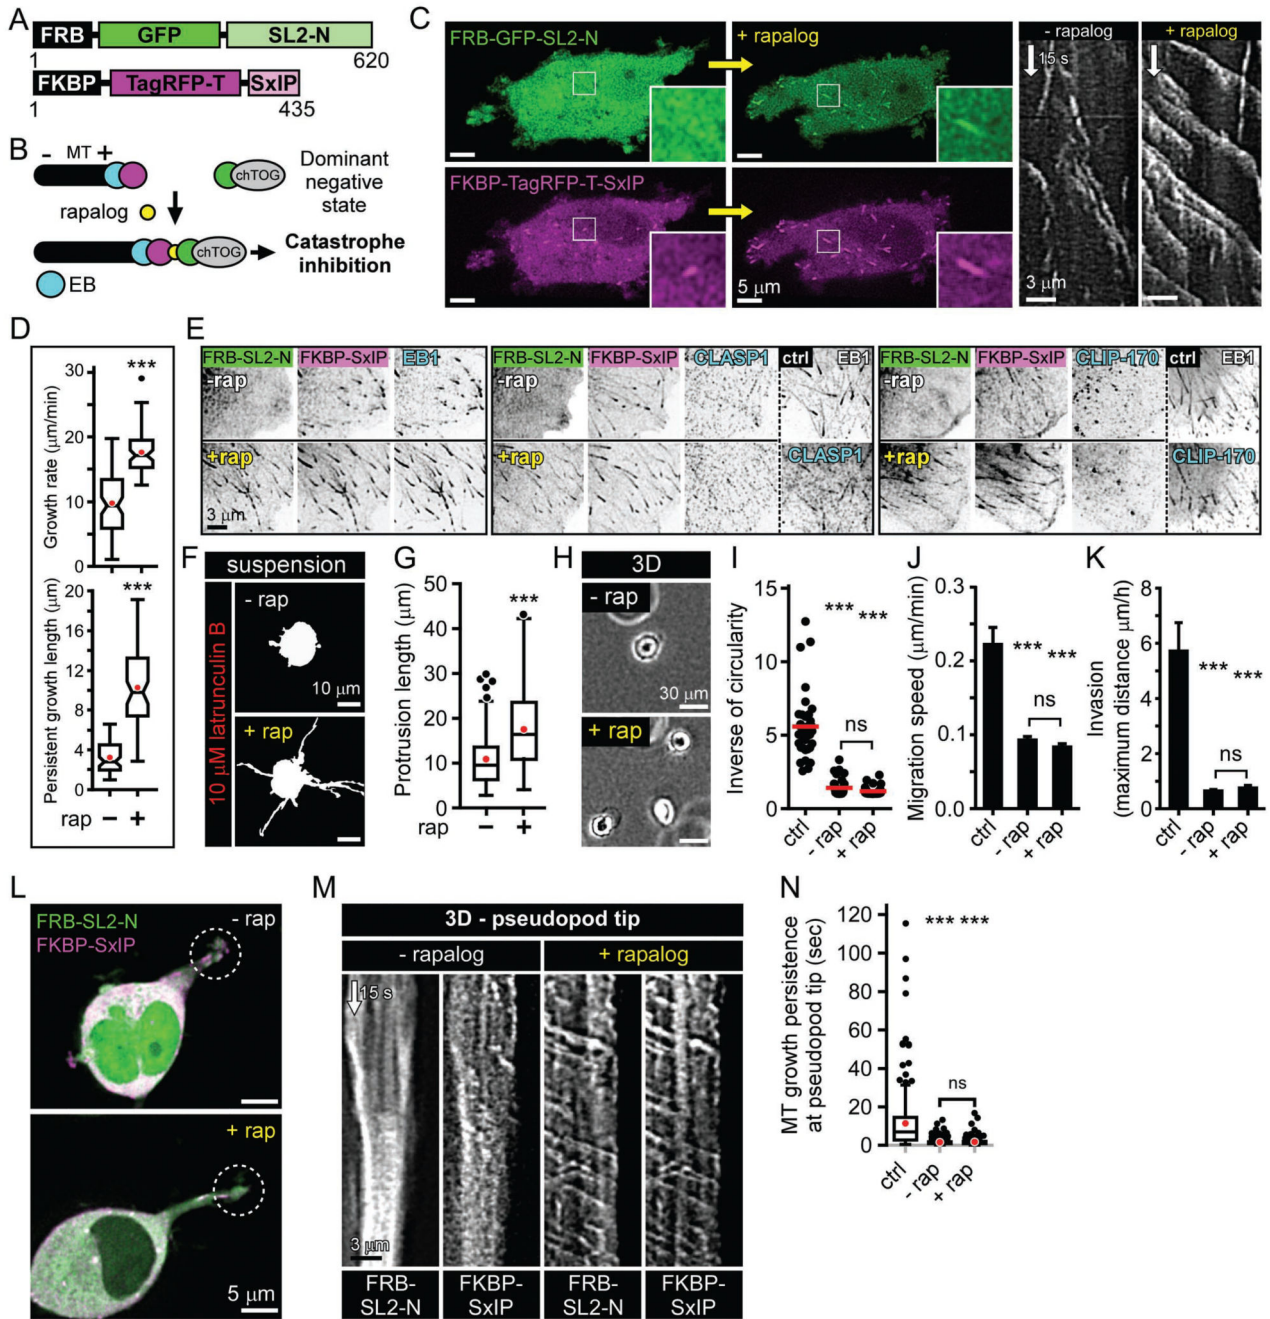 A
FRB
GFP
SL2-N
1
620
FKBP
TagRFP-T
SxIP
1
435
B
- MT +
chTOG
Dominant
negative
state
rapalog
chTOG
Catastrophe
inhibition
EB
C
FRB-GFP-SL2-N
+ rapalog
FKBP-TagRFP-T-SxIP
5 μm
- rapalog
+ rapalog
15 s
3 μm
D
Growth rate (μm/min)
30
20
10
0
***
Persistent growth length (μm)
20
16
12
8
4
0
***
rap − +
E
FRB-SL2-N
FKBP-SxIP
EB1
-rap
+rap
3 μm
FRB-SL2-N
FKBP-SxIP
CLASP1
ctrl
EB1
-rap
+rap
CLASP1
FRB-SL2-N
FKBP-SxIP
CLIP-170
ctrl
EB1
-rap
+rap
CLIP-170
F
suspension
10 μM latrunculin B
- rap
10 μm
+ rap
G
Protrusion length (μm)
50
40
30
20
10
0
***
rap − +
H
3D
- rap
30 μm
+ rap
I
Inverse of circularity
15
10
5
0
*** ***
ns
ctrl
- rap
+ rap
J
Migration speed (μm/min)
0.3
0.2
0.1
0.0
*** ***
ns
ctrl
- rap
+ rap
K
Invasion
(maximum distance μm/h)
8
6
4
2
0
*** ***
ns
ctrl
- rap
+ rap
L
FRB-SL2-N
FKBP-SxIP
- rap
+ rap
5 μm
M
3D - pseudopod tip
- rapalog
+ rapalog
15 s
3 μm
FRB-
SL2-N
FKBP-
SxIP
FRB-
SL2-N
FKBP-
SxIP
N
MT growth persistence
at pseudopod tip (sec)
120
100
80
60
40
20
10
0
*** ***
ns
ctrl
- rap
+ rap